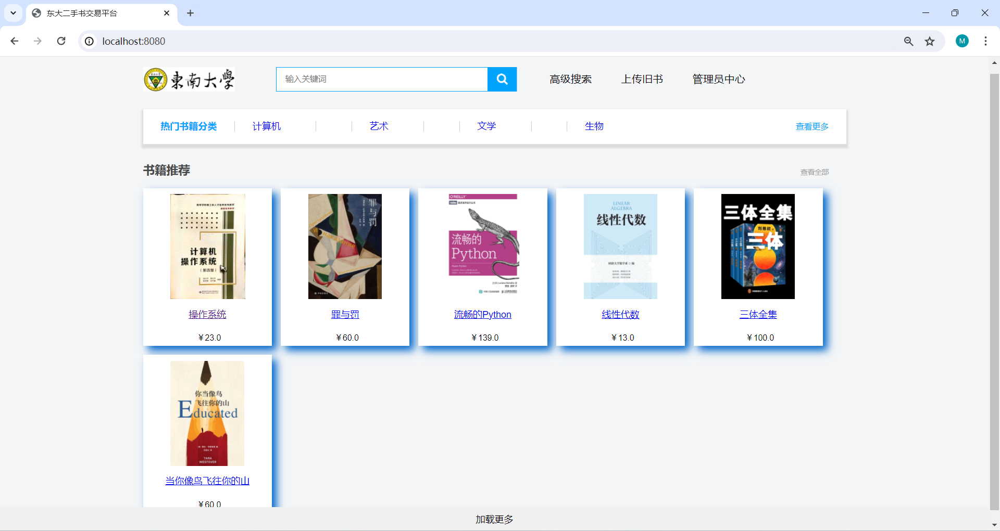 东大二手书交易平台
localhost:8080
M
東南大學
输入关键词
高级搜索
上传旧书
管理员中心
热门书籍分类
计算机
艺术
文学
生物
查看更多
书籍推荐
查看全部
计算机
操作系统
（第四版）
操作系统
￥23.0
罪与罚
罪与罚
￥60.0
O'REILLY
流畅的
Python
Fluent Python
流畅的Python
￥139.0
LINEAR
ALGEBRA
线性代数
线性代数
￥13.0
三体全集
刘慈欣
三体
三体全集
￥100.0
你当像鸟
飞往你的山
Educated
TARA
WESTOVER
当你像鸟飞往你的山
￥60.0
加载更多